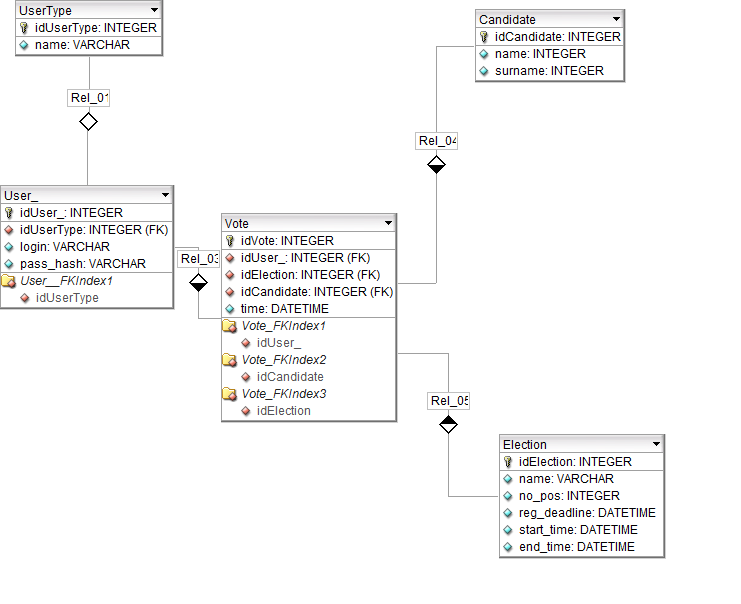 UserType
idUserType: INTEGER
name: VARCHAR
Rel_01
User_
idUser_: INTEGER
idUserType: INTEGER (FK)
login: VARCHAR
pass_hash: VARCHAR
User__FKIndex1
idUserType
Rel_03
Vote
idVote: INTEGER
idUser_: INTEGER (FK)
idElection: INTEGER (FK)
idCandidate: INTEGER (FK)
time: DATETIME
Vote_FKIndex1
idUser_
Vote_FKIndex2
idCandidate
Vote_FKIndex3
idElection
Candidate
idCandidate: INTEGER
name: INTEGER
surname: INTEGER
Rel_04
Rel_05
Election
idElection: INTEGER
name: VARCHAR
no_pos: INTEGER
reg_deadline: DATETIME
start_time: DATETIME
end_time: DATETIME